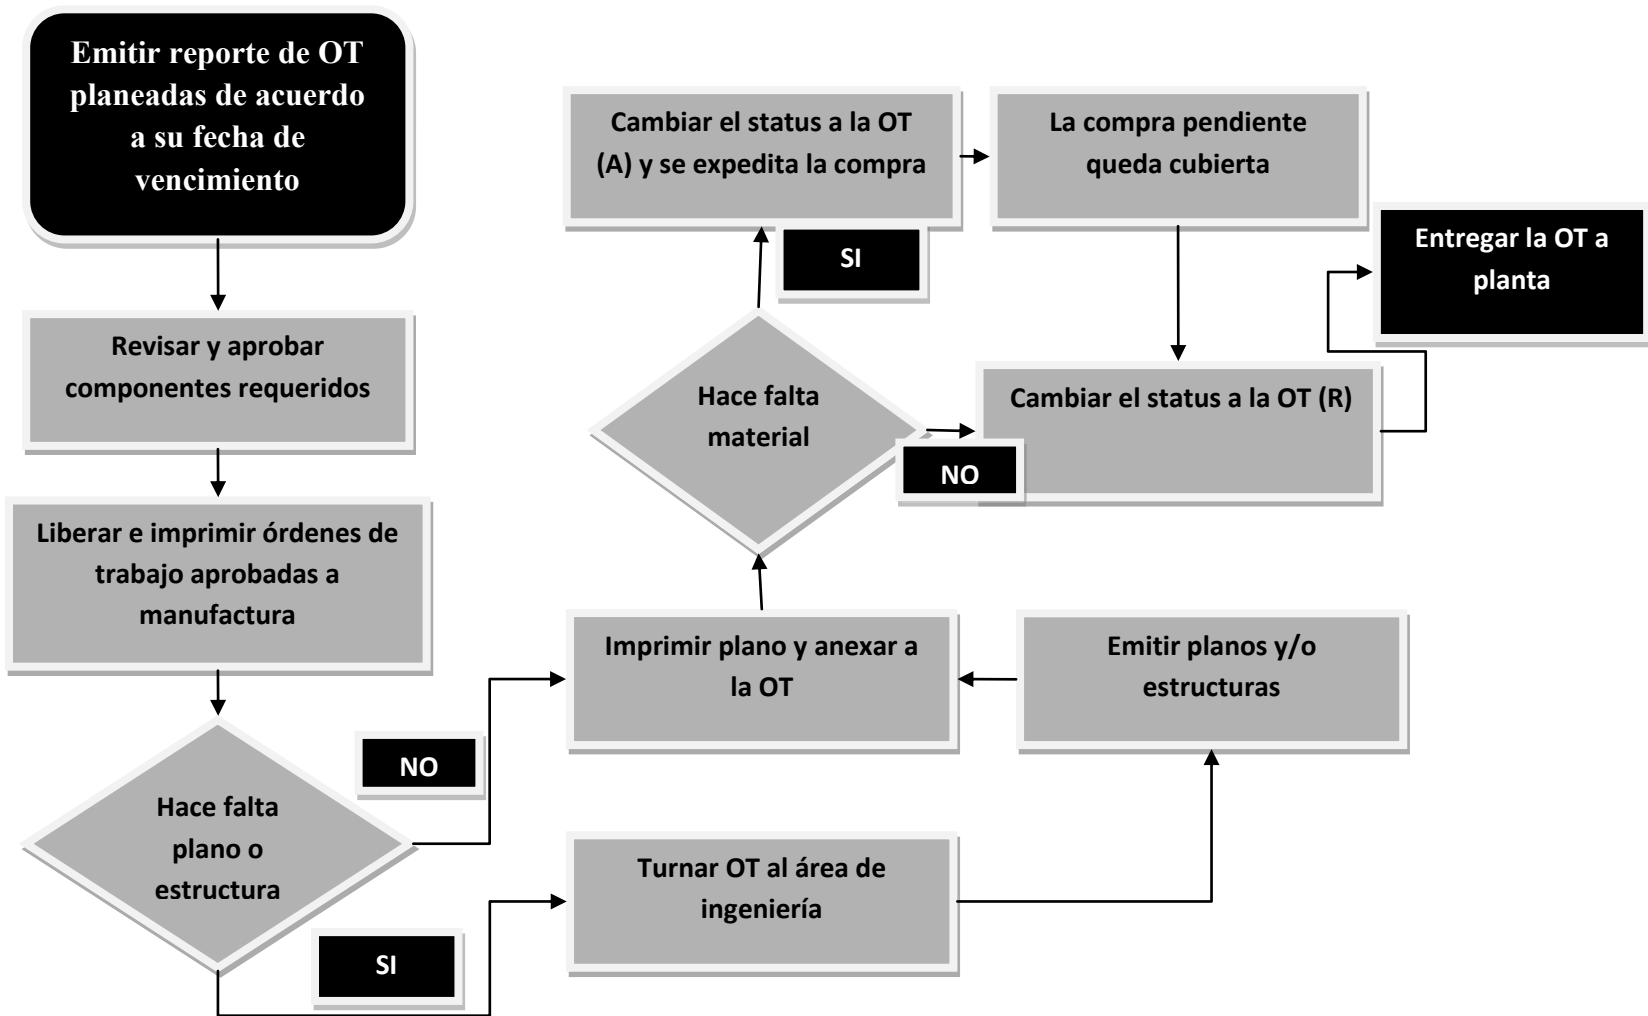 Emitir reporte de OT
planeadas de acuerdo
a su fecha de
vencimiento
Revisar y aprobar
componentes requeridos
Liberar e imprimir órdenes de
trabajo aprobadas a
manufactura
Hace falta
plano o
estructura
NO
SI
Imprimir plano y anexar a
la OT
Turnar OT al área de
ingeniería
Emitir planos y/o
estructuras
Hace falta
material
SI
NO
Cambiar el status a la OT
(A) y se expedita la compra
La compra pendiente
queda cubierta
Cambiar el status a la OT (R)
Entregar la OT a
planta